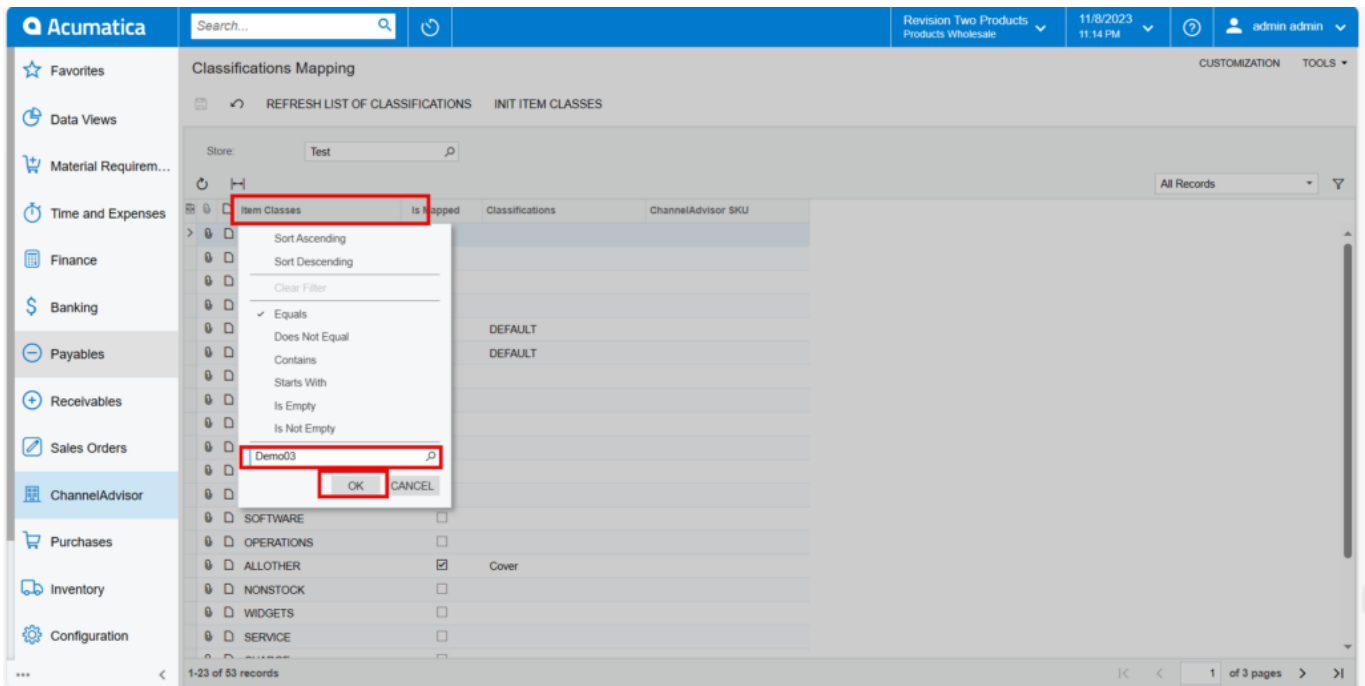 Acumatica
Search...
Revision Two Products
Products Wholesale
11/8/2023
11:14 PM
admin admin
Favorites
Data Views
Material Requirem...
Time and Expenses
Finance
Banking
Payables
Receivables
Sales Orders
ChannelAdvisor
Purchases
Inventory
Configuration
...
Classifications Mapping
CUSTOMIZATION TOOLS
REFRESH LIST OF CLASSIFICATIONS INIT ITEM CLASSES
Store: Test
All Records
Item Classes Is Mapped Classifications ChannelAdvisor SKU
Sort Ascending
Sort Descending
Clear Filter
Equals
Does Not Equal
Contains
Starts With
Is Empty
Is Not Empty
Demo03
OK CANCEL
DEFAULT
DEFAULT
SOFTWARE
OPERATIONS
ALLOTHER Cover
NONSTOCK
WIDGETS
SERVICE
1-23 of 53 records
1 of 3 pages